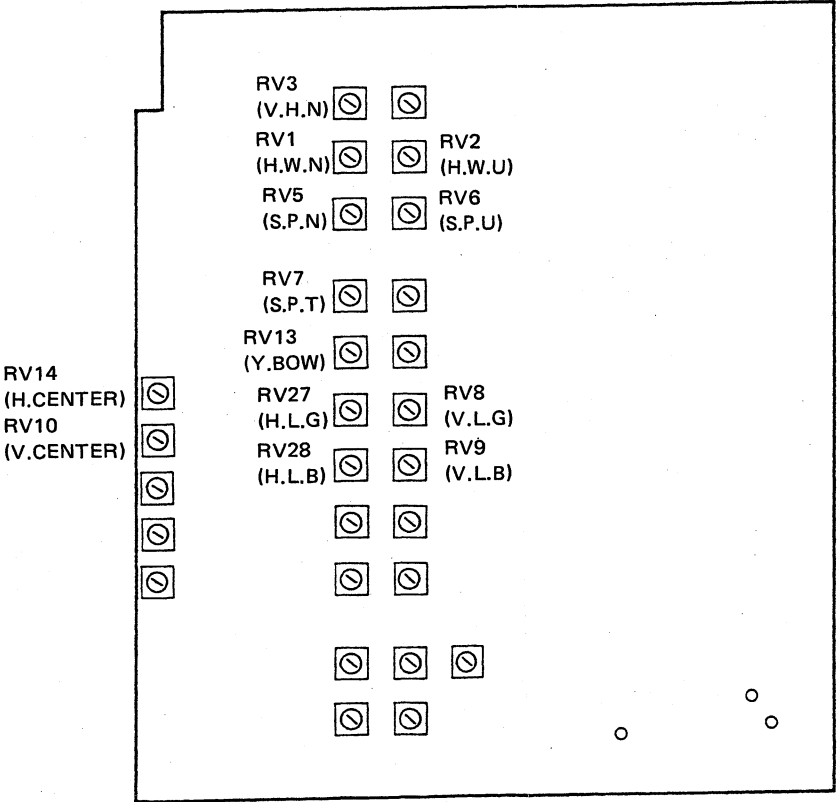 RV3
(V.H.N)
RV1
(H.W.N)
RV2
(H.W.U)
RV5
(S.P.N)
RV6
(S.P.U)
RV7
(S.P.T)
RV13
(Y.BOW)
RV14
(H.CENTER)
RV10
(V.CENTER)
RV27
(H.L.G)
RV8
(V.L.G)
RV28
(H.L.B)
RV9
(V.L.B)